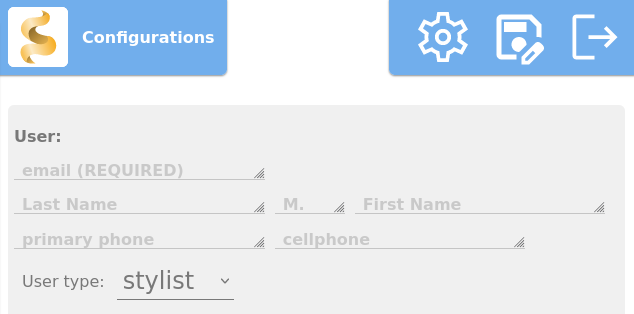 Configurations
User:
email (REQUIRED)
Last Name M. First Name
primary phone cellphone
User type: stylist